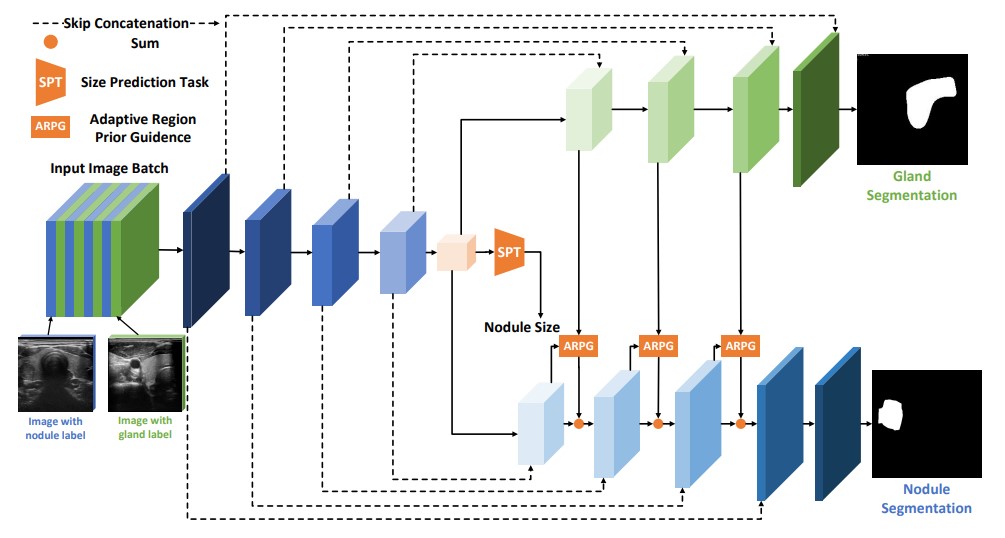 Skip Concatenation
Sum
SPT
Size Prediction Task
ARPG
Adaptive Region
Prior Guidence
Input Image Batch
Gland
Segmentation
SPT
Nodule Size
ARPG
ARPG
ARPG
Image with
nodule label
Image with
gland label
Nodule
Segmentation